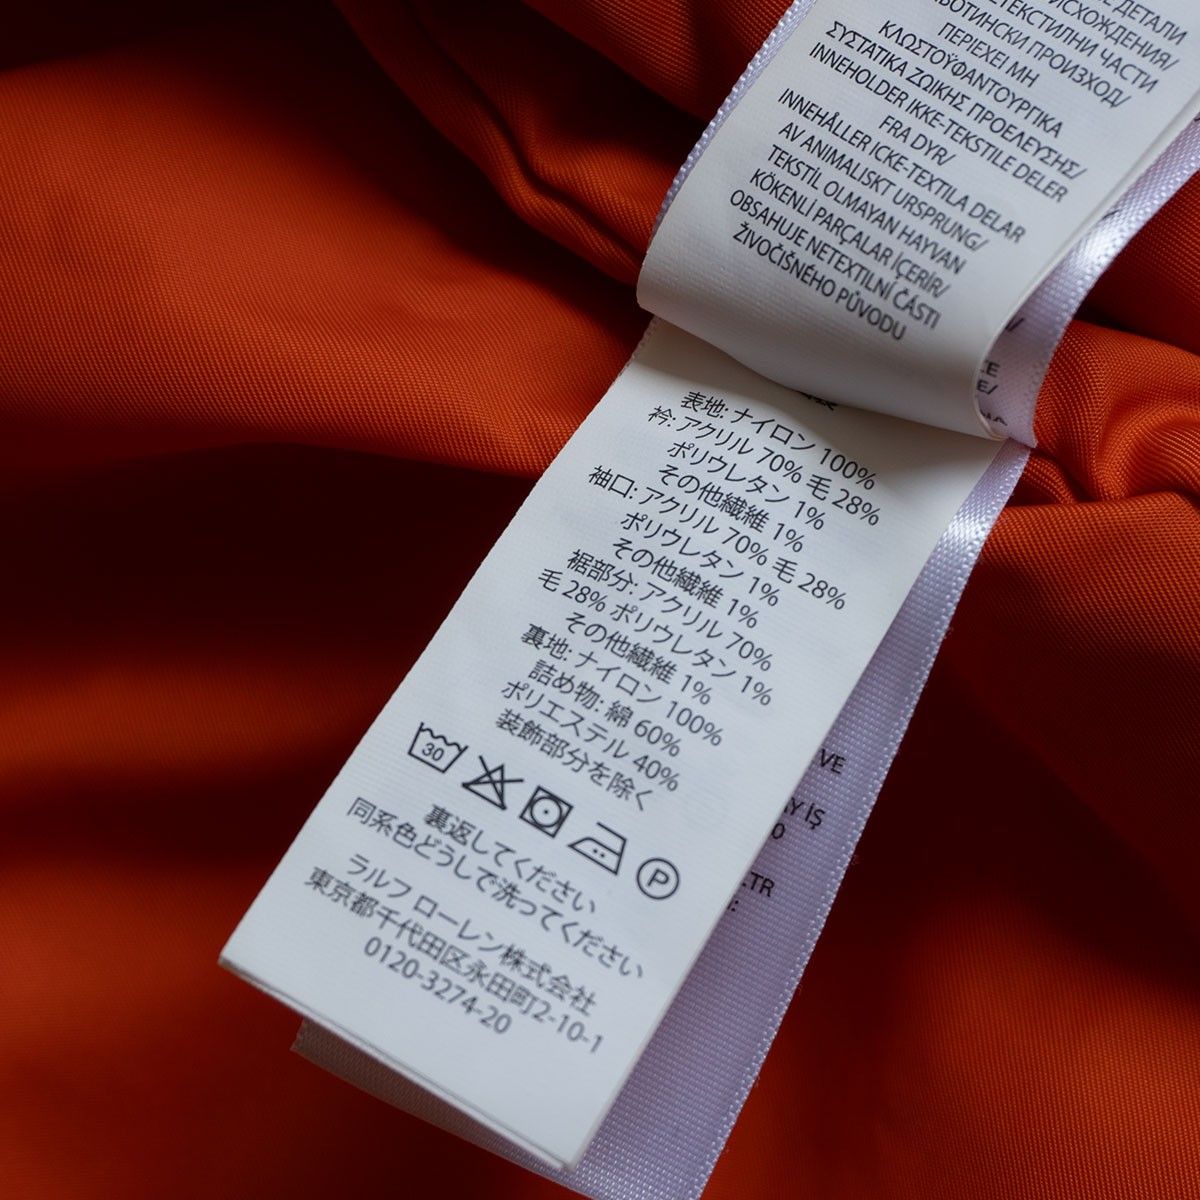 ДЕТАЛИ
ПРОИСХОЖДЕНИЯ/
НЕТЕКСТИЛНИ ЧАСТИ
ЖИВОТИНСКИ ПРОИЗХОД/
ΠΕΡΙΕΧΕΙ ΜΗ
ΚΛΩΣΤΟΫΦΑΝΤΟΥΡΓΙΚΑ
ΣΥΣΤΑΤΙΚΑ ΖΩΙΚΗΣ ΠΡΟΕΛΕΥΣΗΣ/
INNEHOLDER IKKE-TEKSTILE DELER
FRA DYR/
INNEHÅLLER ICKE-TEXTILA DELAR
AV ANIMALISKT URSPRUNG/
TEKSTİL OLMAYAN HAYVAN
KÖKENLİ PARÇALAR İÇERİR/
OBSAHUJE NETEXTILNÍ ČÁSTI
ŽIVOČIŠNÉHO PŮVODU
表地: ナイロン 100%
衿: アクリル 70% 毛 28%
ポリウレタン 1%
その他繊維 1%
袖口: アクリル 70% 毛 28%
ポリウレタン 1%
その他繊維 1%
裾部分: アクリル 70%
毛 28% ポリウレタン 1%
その他繊維 1%
裏地: ナイロン 100%
詰め物: 綿 60%
ポリエステル 40%
装飾部分を除く
30
P
裏返してください
同系色どうしで洗ってください
ラルフ ローレン株式会社
東京都千代田区永田町2-10-1
0120-3274-20